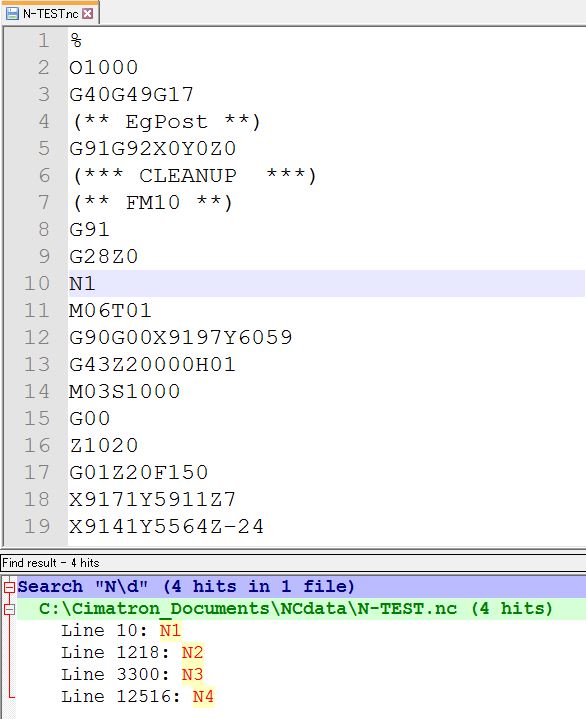 N-TEST.nc
1 %
2 O1000
3 G40G49G17
4 (** EgPost **)
5 G91G92X0Y0Z0
6 (*** CLEANUP  ***)
7 (** FM10 **)
8 G91
9 G28Z0
10 N1
11 M06T01
12 G90G00X9197Y6059
13 G43Z20000H01
14 M03S1000
15 G00
16 Z1020
17 G01Z20F150
18 X9171Y5911Z7
19 X9141Y5564Z-24
Find result - 4 hits
Search "N\d" (4 hits in 1 file)
C:\Cimatron_Documents\NCdata\N-TEST.nc (4 hits)
Line 10: N1
Line 1218: N2
Line 3300: N3
Line 12516: N4